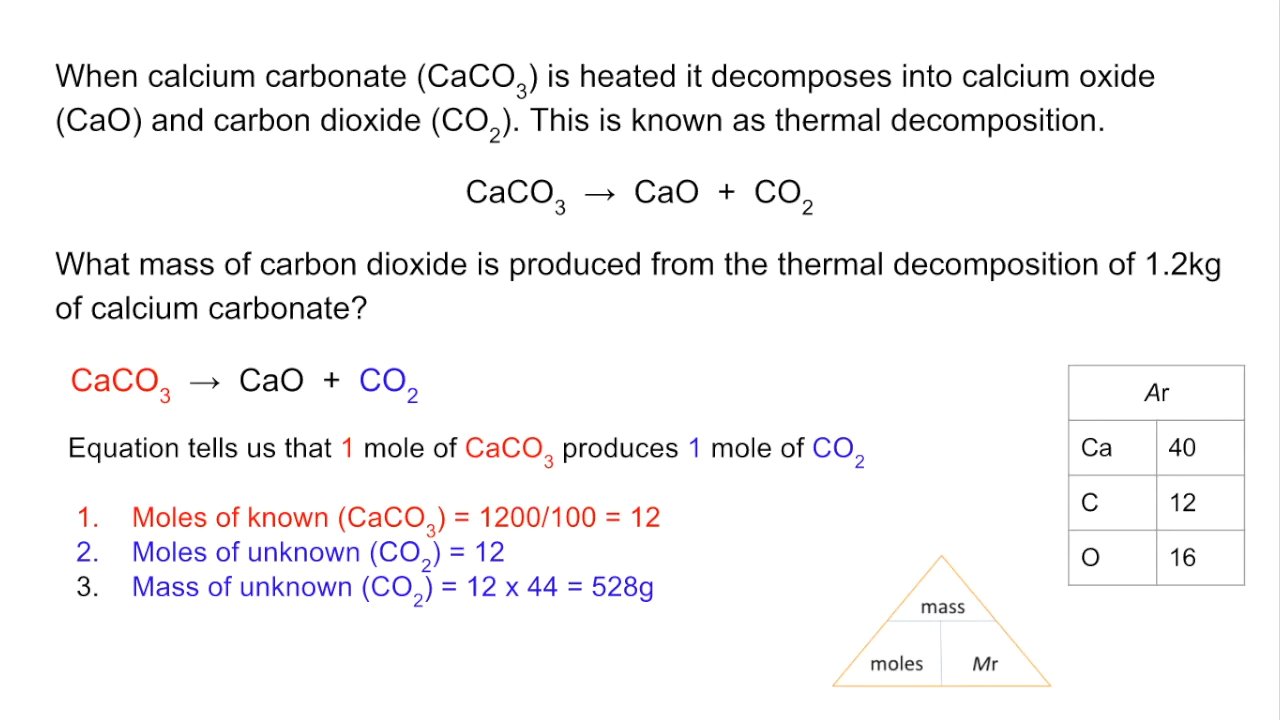 When calcium carbonate (CaCO₃) is heated it decomposes into calcium oxide
(CaO) and carbon dioxide (CO₂). This is known as thermal decomposition.
CaCO₃ → CaO + CO₂
What mass of carbon dioxide is produced from the thermal decomposition of 1.2kg
of calcium carbonate?
CaCO₃ → CaO + CO₂
Equation tells us that 1 mole of CaCO₃ produces 1 mole of CO₂
1. Moles of known (CaCO₃) = 1200/100 = 12
2. Moles of unknown (CO₂) = 12
3. Mass of unknown (CO₂) = 12 x 44 = 528g
Ar
Ca 40
C 12
O 16
mass
moles Mr